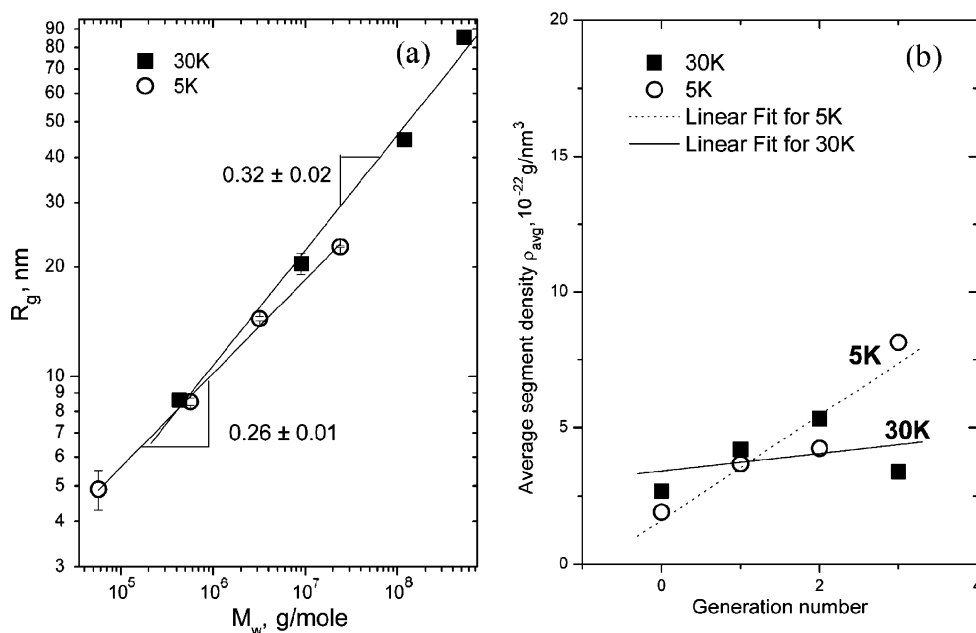 (a)
30K
5K
0.32 ± 0.02
0.26 ± 0.01
90
80
70
60
50
40
30
20
10
9
8
7
6
5
4
3
R_g, nm
10^5
10^6
10^7
10^8
M_w, g/mole
(b)
30K
5K
Linear Fit for 5K
Linear Fit for 30K
5K
30K
20
15
10
5
0
Average segment density ρ_avg, 10^-22 g/nm^3
0
2
4
Generation number